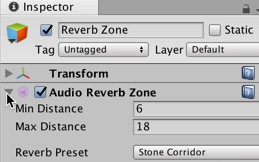 Inspector
Reverb Zone Static
Tag Untagged Layer Default
Transform
Audio Reverb Zone
Min Distance 6
Max Distance 18
Reverb Preset Stone Corridor